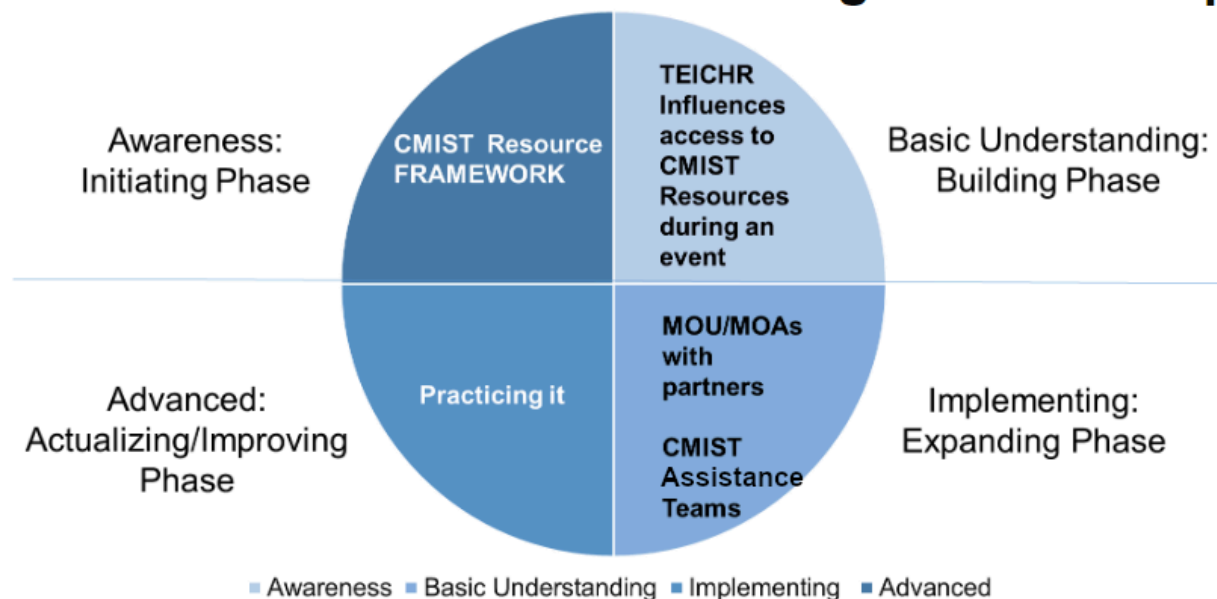 Awareness:
Initiating Phase
CMIST Resource
FRAMEWORK
TEICHR
Influences
access to
CMIST
Resources
during an
event
Basic Understanding:
Building Phase
Advanced:
Actualizing/Improving
Phase
Practicing it
MOU/MOAs
with
partners
CMIST
Assistance
Teams
Implementing:
Expanding Phase
Awareness Basic Understanding Implementing Advanced